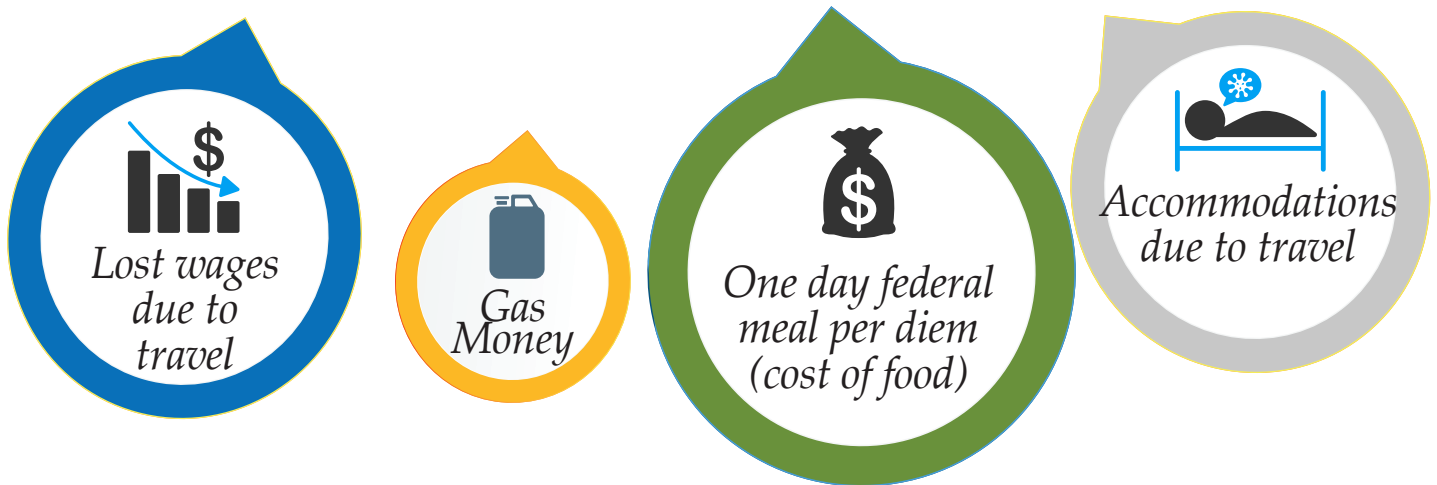 $
Lost wages
due to
travel
Gas
Money
$
One day federal
meal per diem
(cost of food)
Accommodations
due to travel